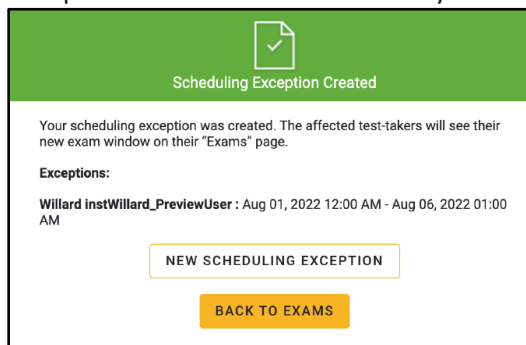 Scheduling Exception Created
Your scheduling exception was created. The affected test-takers will see their
new exam window on their “Exams” page.
Exceptions:
Willard instWillard_PreviewUser : Aug 01, 2022 12:00 AM - Aug 06, 2022 01:00
AM
NEW SCHEDULING EXCEPTION
BACK TO EXAMS